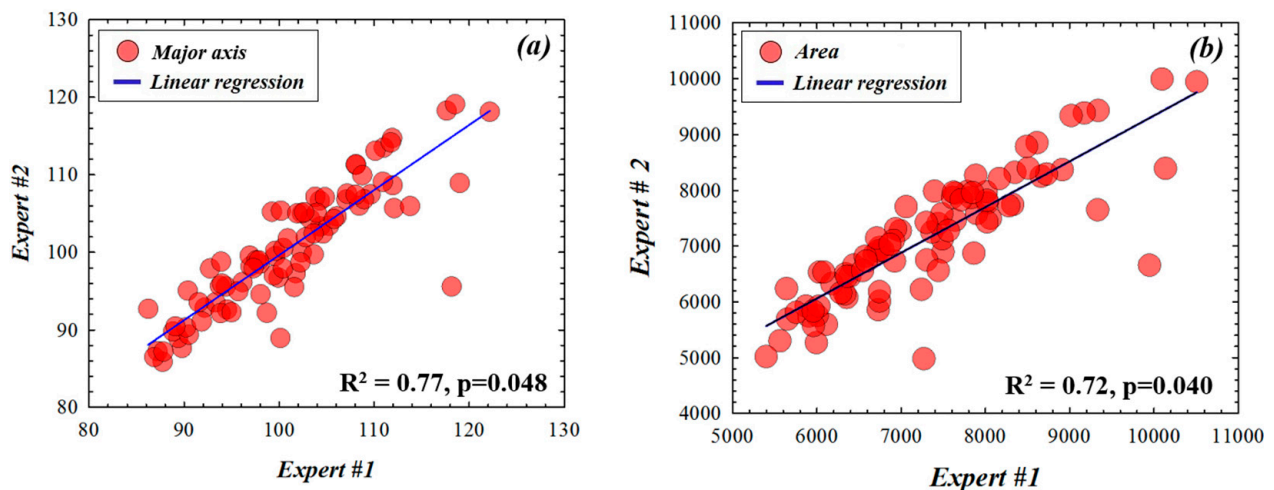 130
120
110
100
90
80
Expert #2
Major axis
Linear regression
(a)
R² = 0.77, p=0.048
80 90 100 110 120 130
Expert #1
11000
10000
9000
8000
7000
6000
5000
4000
Expert # 2
Area
Linear regression
(b)
R² = 0.72, p=0.040
5000 6000 7000 8000 9000 10000 11000
Expert #1